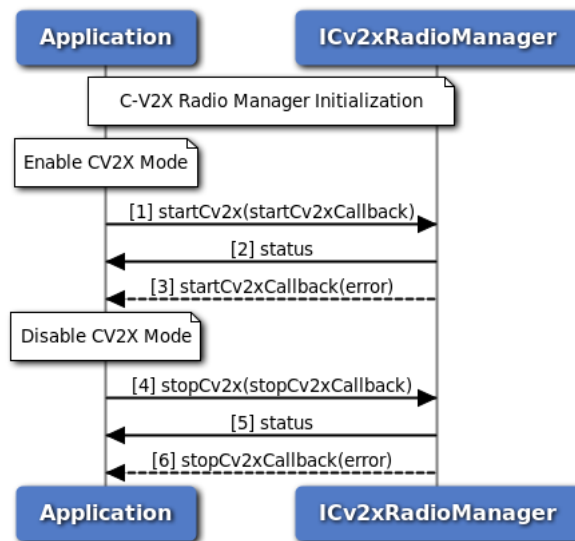 Application
ICv2xRadioManager
C-V2X Radio Manager Initialization
Enable CV2X Mode
[1] startCv2x(startCv2xCallback)
[2] status
[3] startCv2xCallback(error)
Disable CV2X Mode
[4] stopCv2x(stopCv2xCallback)
[5] status
[6] stopCv2xCallback(error)
Application
ICv2xRadioManager